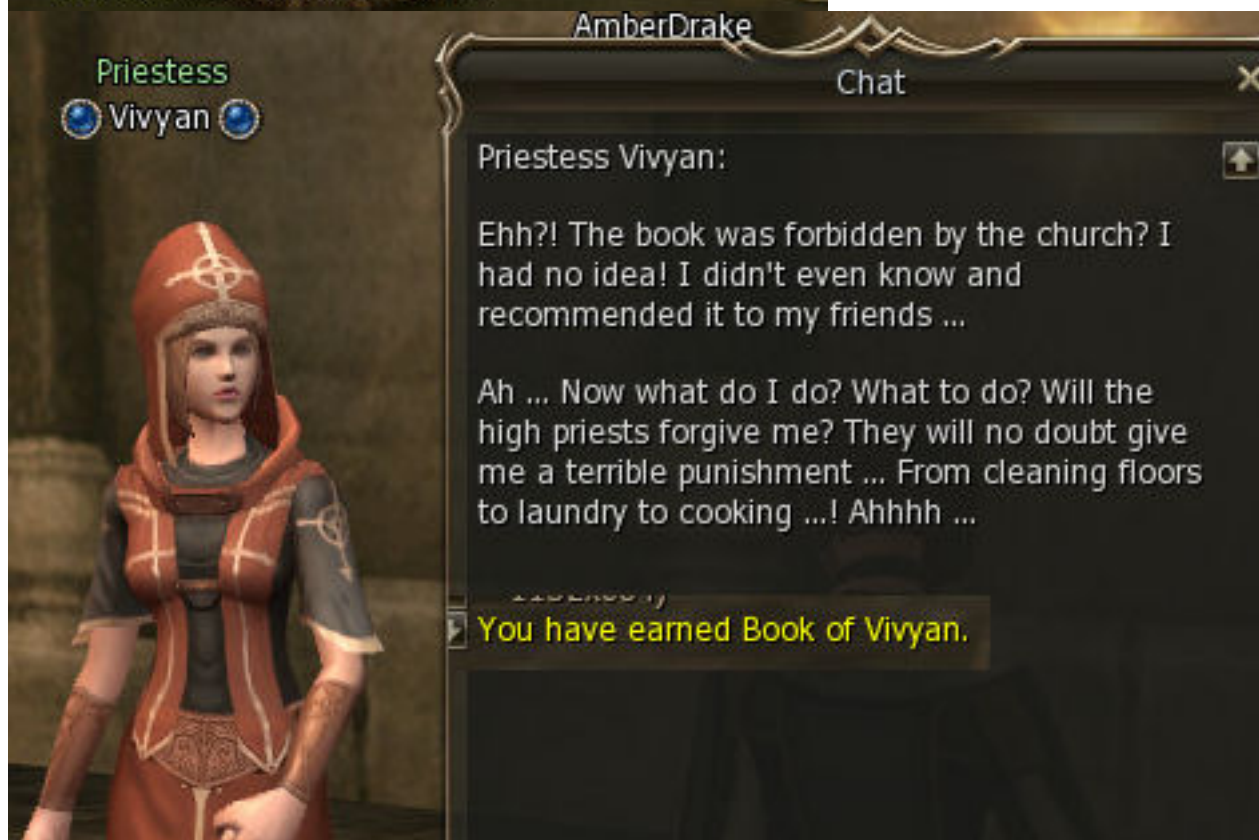 AmberDrake
Priestess
Vivyan
Chat
Priestess Vivyan:
Ehh?! The book was forbidden by the church? I
had no idea! I didn't even know and
recommended it to my friends ...
Ah ... Now what do I do? What to do? Will the
high priests forgive me? They will no doubt give
me a terrible punishment ... From cleaning floors
to laundry to cooking ...! Ahhhh ...
You have earned Book of Vivyan.